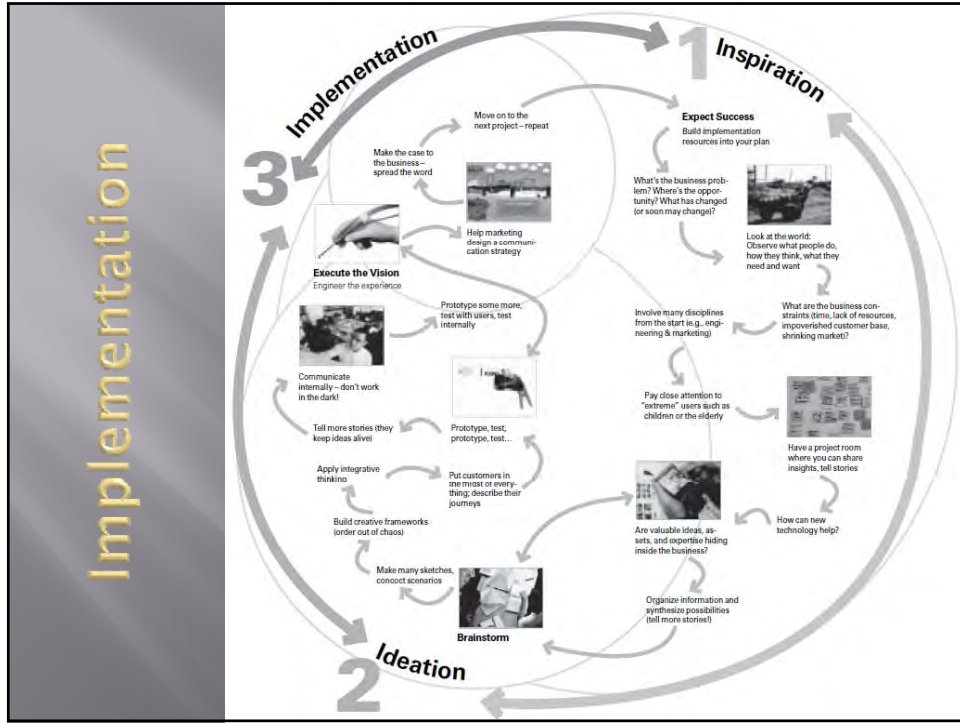 Implementation
1
Inspiration
Expect Success
Build implementation
resources into your plan
What's the business prob-
lem? Where's the oppor-
tunity? What has changed
(or soon may change)?
Look at the world:
Observe what people do,
how they think, what they
need and want
What are the business con-
straints (time, lack of resources,
impoverished customer base,
shrinking market)?
Involve many disciplines
from the start (e.g., engi-
neering & marketing)
Pay close attention to
"extreme" users such as
children or the elderly
Have a project room
where you can share
insights, tell stories
How can new
technology help?
Are valuable ideas, as-
sets, and expertise hiding
inside the business?
Organize information and
synthesize possibilities
(tell more stories!)
2
Ideation
Brainstorm
Make many sketches,
concoct scenarios
Build creative frameworks
(order out of chaos)
Apply integrative
thinking
Put customers in
the midst of every-
thing; describe their
journeys
Prototype, test,
prototype, test...
Tell more stories (they
keep ideas alive)
Communicate
internally – don't work
in the dark!
Prototype some more,
test with users, test
internally
3
Implementation
Execute the Vision
Engineer the experience
Help marketing
design a communi-
cation strategy
Make the case to
the business –
spread the word
Move on to the
next project – repeat